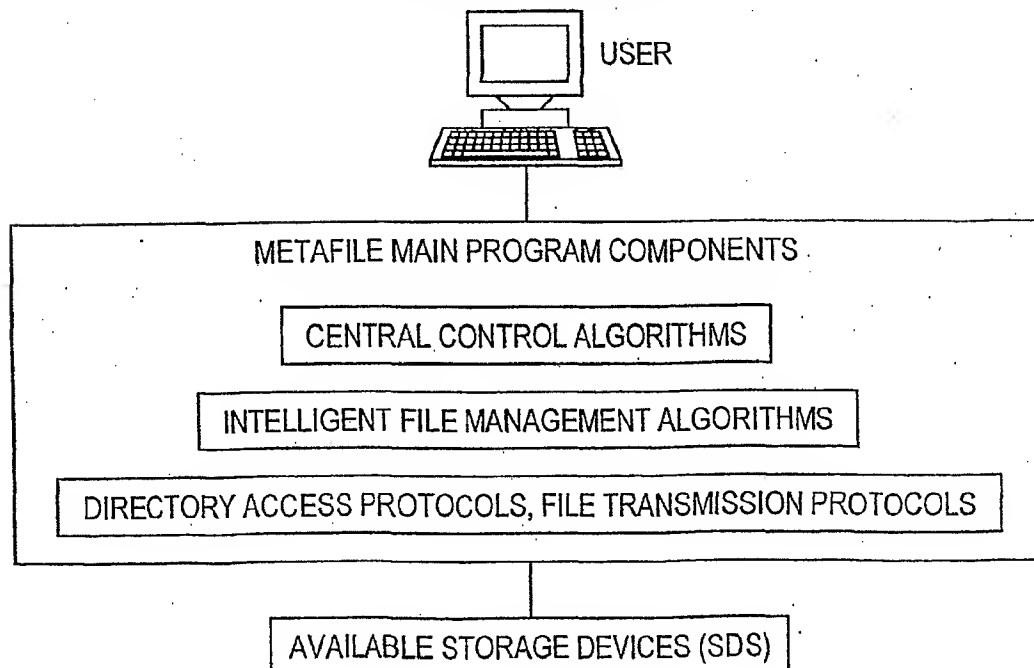 USER
METAFILE MAIN PROGRAM COMPONENTS
CENTRAL CONTROL ALGORITHMS
INTELLIGENT FILE MANAGEMENT ALGORITHMS
DIRECTORY ACCESS PROTOCOLS, FILE TRANSMISSION PROTOCOLS
AVAILABLE STORAGE DEVICES (SDS)